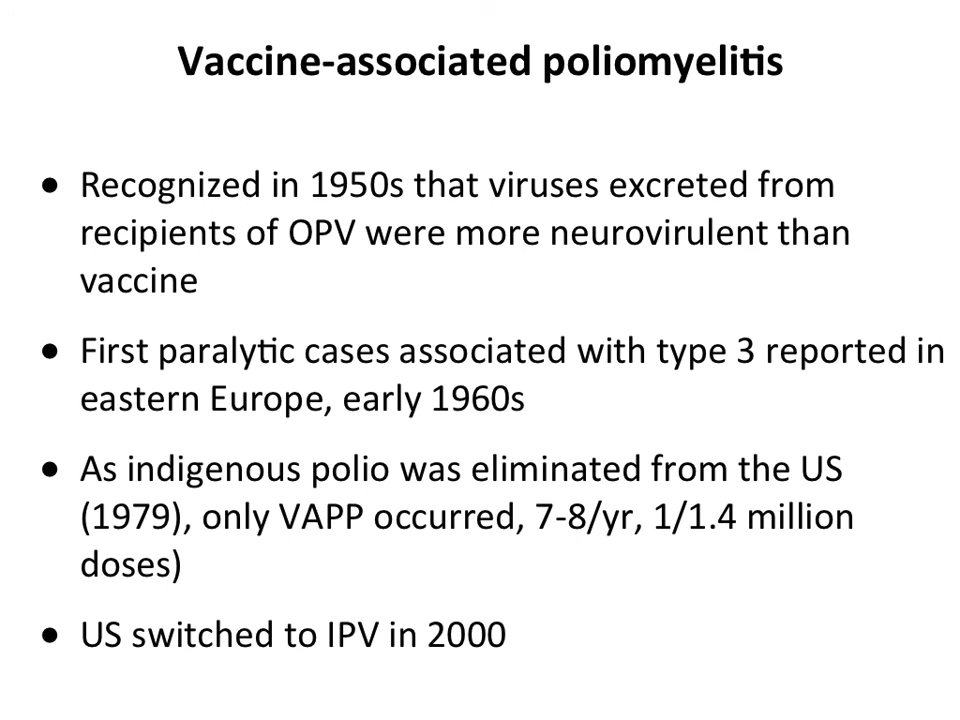 Vaccine-associated poliomyelitis
• Recognized in 1950s that viruses excreted from
recipients of OPV were more neurovirulent than
vaccine
• First paralytic cases associated with type 3 reported in
eastern Europe, early 1960s
• As indigenous polio was eliminated from the US
(1979), only VAPP occurred, 7-8/yr, 1/1.4 million
doses)
• US switched to IPV in 2000